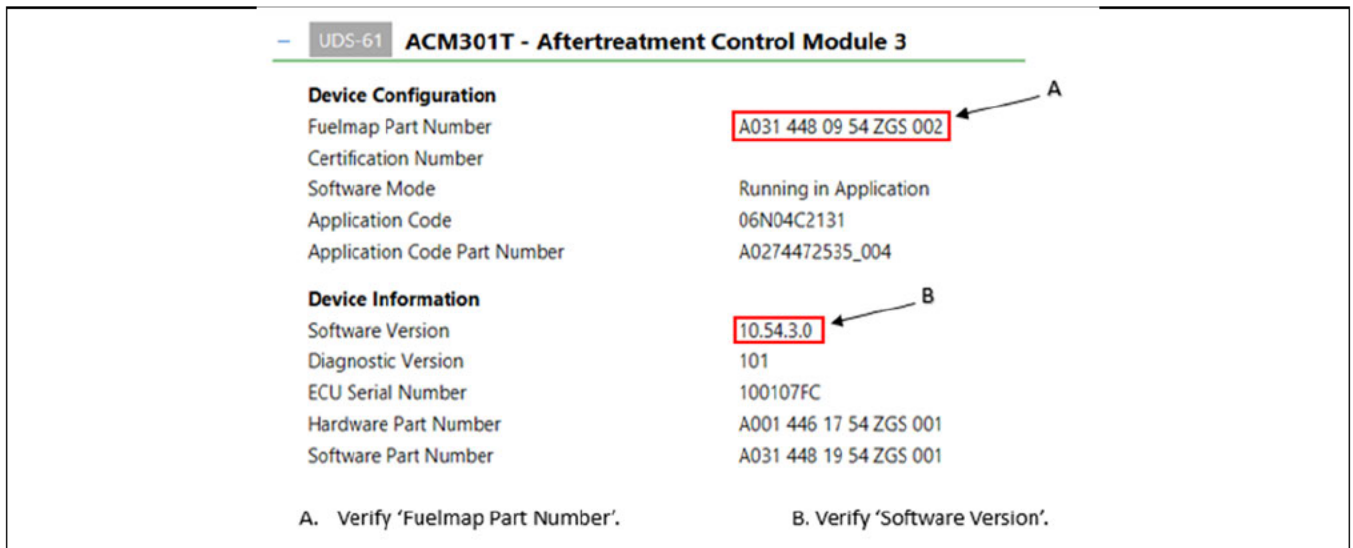 – UDS-61 ACM301T - Aftertreatment Control Module 3
Device Configuration
A
Fuelmap Part Number A031 448 09 54 ZGS 002
Certification Number
Software Mode Running in Application
Application Code 06N04C2131
Application Code Part Number A0274472535_004
Device Information
B
Software Version 10.54.3.0
Diagnostic Version 101
ECU Serial Number 100107FC
Hardware Part Number A001 446 17 54 ZGS 001
Software Part Number A031 448 19 54 ZGS 001
A. Verify ‘Fuelmap Part Number’. B. Verify ‘Software Version’.